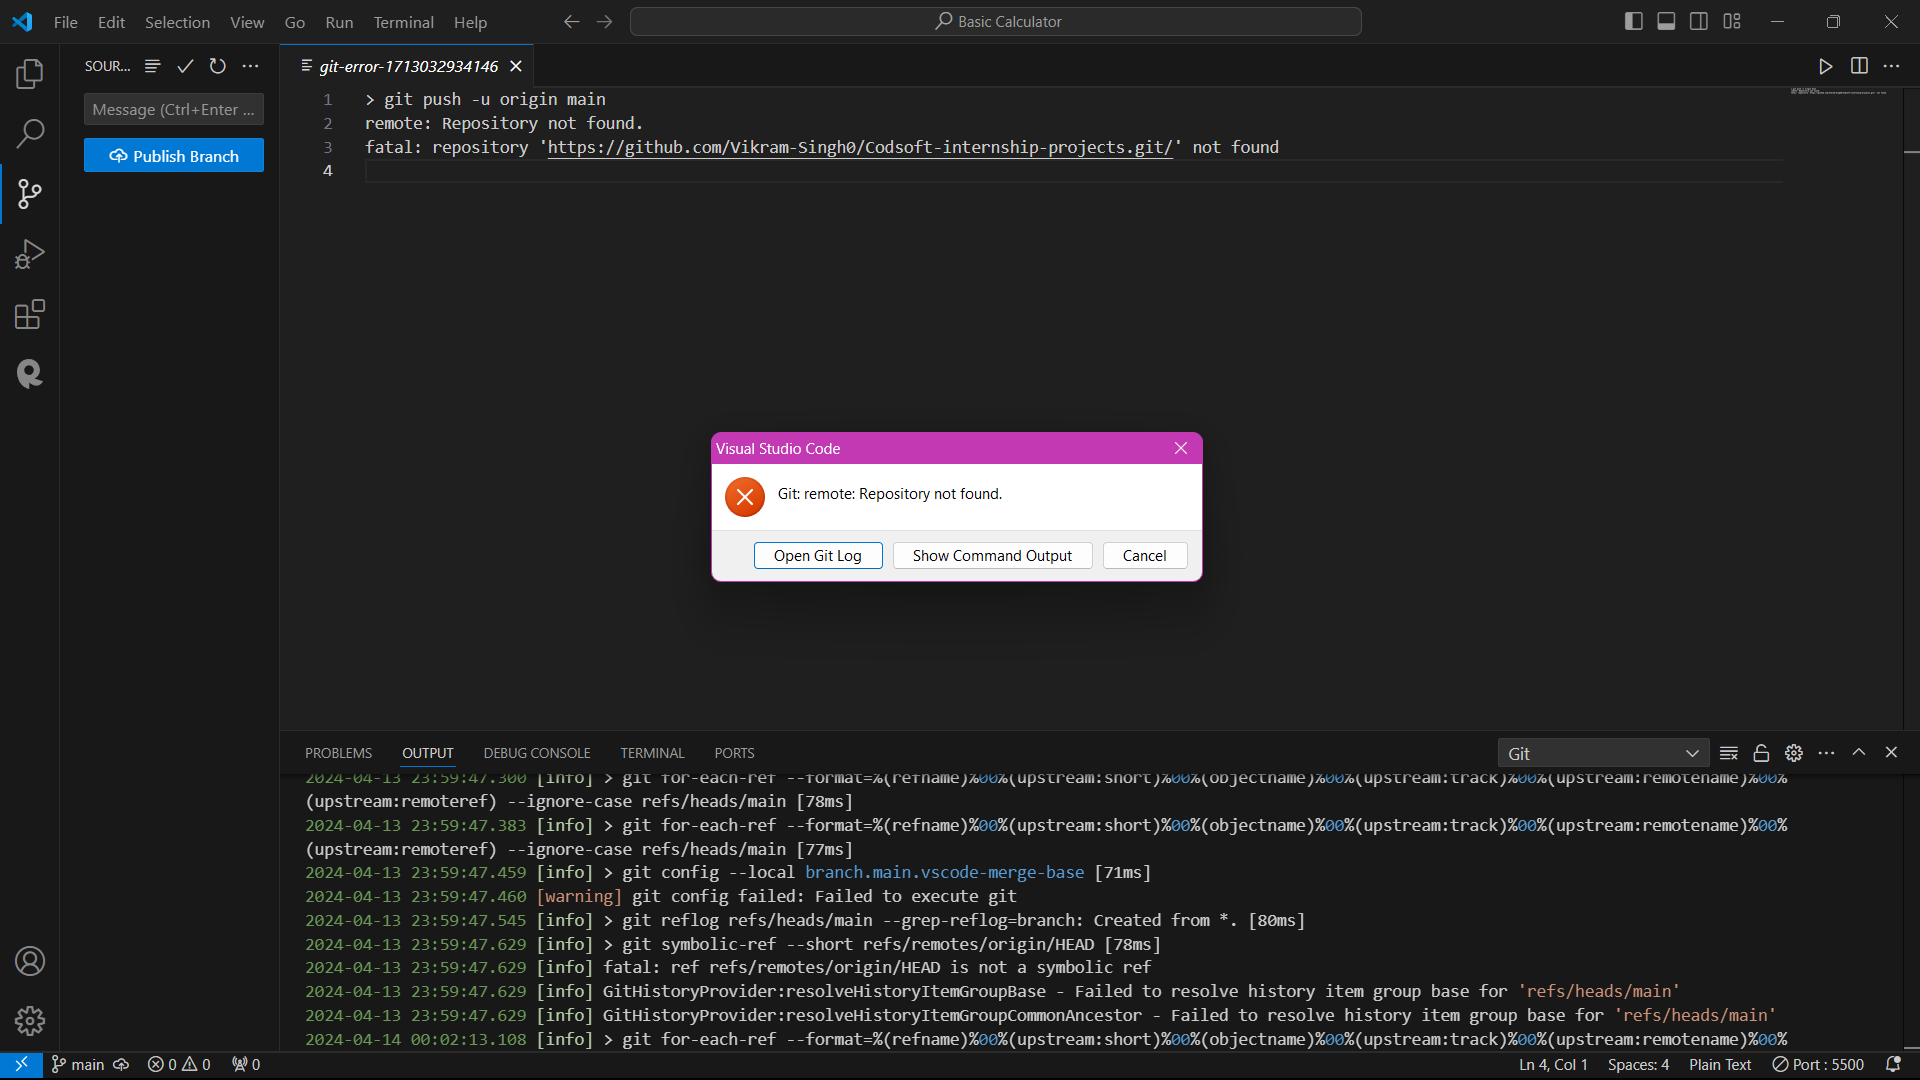 File Edit Selection View Go Run Terminal Help
Basic Calculator
SOUR...
Message (Ctrl+Enter ...
Publish Branch
git-error-1713032934146
1 > git push -u origin main
2 remote: Repository not found.
3 fatal: repository 'https://github.com/Vikram-Singh0/Codsoft-internship-projects.git/' not found
4
Visual Studio Code
Git: remote: Repository not found.
Open Git Log Show Command Output Cancel
PROBLEMS OUTPUT DEBUG CONSOLE TERMINAL PORTS Git
2024-04-13 23:59:47.300 [info] > git for-each-ref --format=%(refname)%00%(upstream:short)%00%(objectname)%00%(upstream:track)%00%(upstream:remotename)%00%
(upstream:remoteref) --ignore-case refs/heads/main [78ms]
2024-04-13 23:59:47.383 [info] > git for-each-ref --format=%(refname)%00%(upstream:short)%00%(objectname)%00%(upstream:track)%00%(upstream:remotename)%00%
(upstream:remoteref) --ignore-case refs/heads/main [77ms]
2024-04-13 23:59:47.459 [info] > git config --local branch.main.vscode-merge-base [71ms]
2024-04-13 23:59:47.460 [warning] git config failed: Failed to execute git
2024-04-13 23:59:47.545 [info] > git reflog refs/heads/main --grep-reflog=branch: Created from *. [80ms]
2024-04-13 23:59:47.629 [info] > git symbolic-ref --short refs/remotes/origin/HEAD [78ms]
2024-04-13 23:59:47.629 [info] fatal: ref refs/remotes/origin/HEAD is not a symbolic ref
2024-04-13 23:59:47.629 [info] GitHistoryProvider:resolveHistoryItemGroupBase - Failed to resolve history item group base for 'refs/heads/main'
2024-04-13 23:59:47.629 [info] GitHistoryProvider:resolveHistoryItemGroupCommonAncestor - Failed to resolve history item group base for 'refs/heads/main'
2024-04-14 00:02:13.108 [info] > git for-each-ref --format=%(refname)%00%(upstream:short)%00%(objectname)%00%(upstream:track)%00%(upstream:remotename)%00%
main 0 0 0 Ln 4, Col 1 Spaces: 4 Plain Text Port : 5500